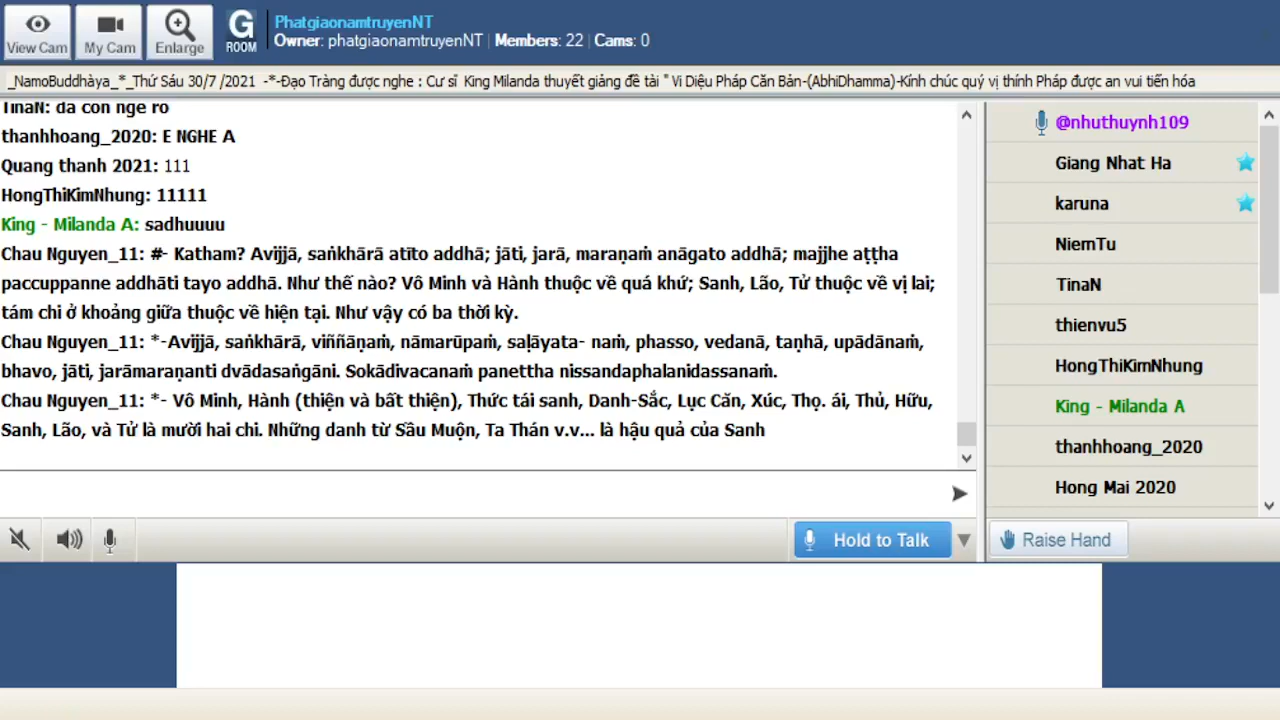 PhatgiaonamtruyenNT
Owner: phatgiaonamtruyenNT | Members: 22 | Cams: 0
View Cam
My Cam
Enlarge
G
ROOM
_NamoBuddhàya_*_Thứ Sáu 30/7 /2021 -*-Đạo Tràng được nghe : Cư sĩ King Milanda thuyết giảng đề tài " Vi Diệu Pháp Căn Bản-(AbhiDhamma)-Kính chúc quý vị thính Pháp được an vui tiến hóa
TinaN: da con nge ro
thanhhoang_2020: E NGHE A
Quang thanh 2021: 111
HongThiKimNhung: 11111
King - Milanda A: sadhuuuu
Chau Nguyen_11: #- Katham? Avijjā, saṅkhārā atīto addhā; jāti, jarā, maraṇaṁ anāgato addhā; majjhe aṭṭha
paccuppanne addhāti tayo addhā. Như thế nào? Vô Minh và Hành thuộc về quá khứ; Sanh, Lão, Tử thuộc về vị lai;
tám chi ở khoảng giữa thuộc về hiện tại. Như vậy có ba thời kỳ.
Chau Nguyen_11: *-Avijjā, saṅkhārā, viññāṇaṁ, nāmarūpaṁ, saḷāyata- naṁ, phasso, vedanā, taṇhā, upādānaṁ,
bhavo, jāti, jarāmaraṇanti dvādasaṅgāni. Sokādivacanaṁ panettha nissandaphalanidassanaṁ.
Chau Nguyen_11: *- Vô Minh, Hành (thiện và bất thiện), Thức tái sanh, Danh-Sắc, Lục Căn, Xúc, Thọ. ái, Thủ, Hữu,
Sanh, Lão, và Tử là mười hai chi. Những danh từ Sầu Muộn, Ta Thán v.v... là hậu quả của Sanh
@nhuthuynh109
Giang Nhat Ha
karuna
NiemTu
TinaN
thienvu5
HongThiKimNhung
King - Milanda A
thanhhoang_2020
Hong Mai 2020
Hold to Talk
Raise Hand